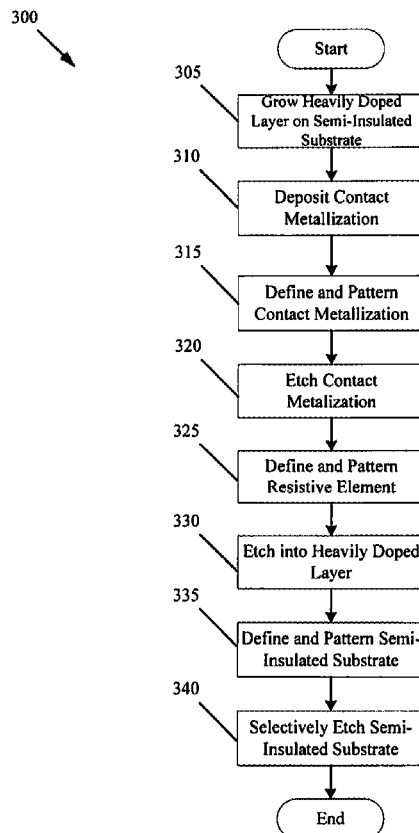 300
Start
305
Grow Heavily Doped
Layer on Semi-Insulated
Substrate
310
Deposit Contact
Metallization
315
Define and Pattern
Contact Metallization
320
Etch Contact
Metalization
325
Define and Pattern
Resistive Element
330
Etch into Heavily Doped
Layer
335
Define and Pattern Semi-
Insulated Substrate
340
Selectively Etch Semi-
Insulated Substrate
End